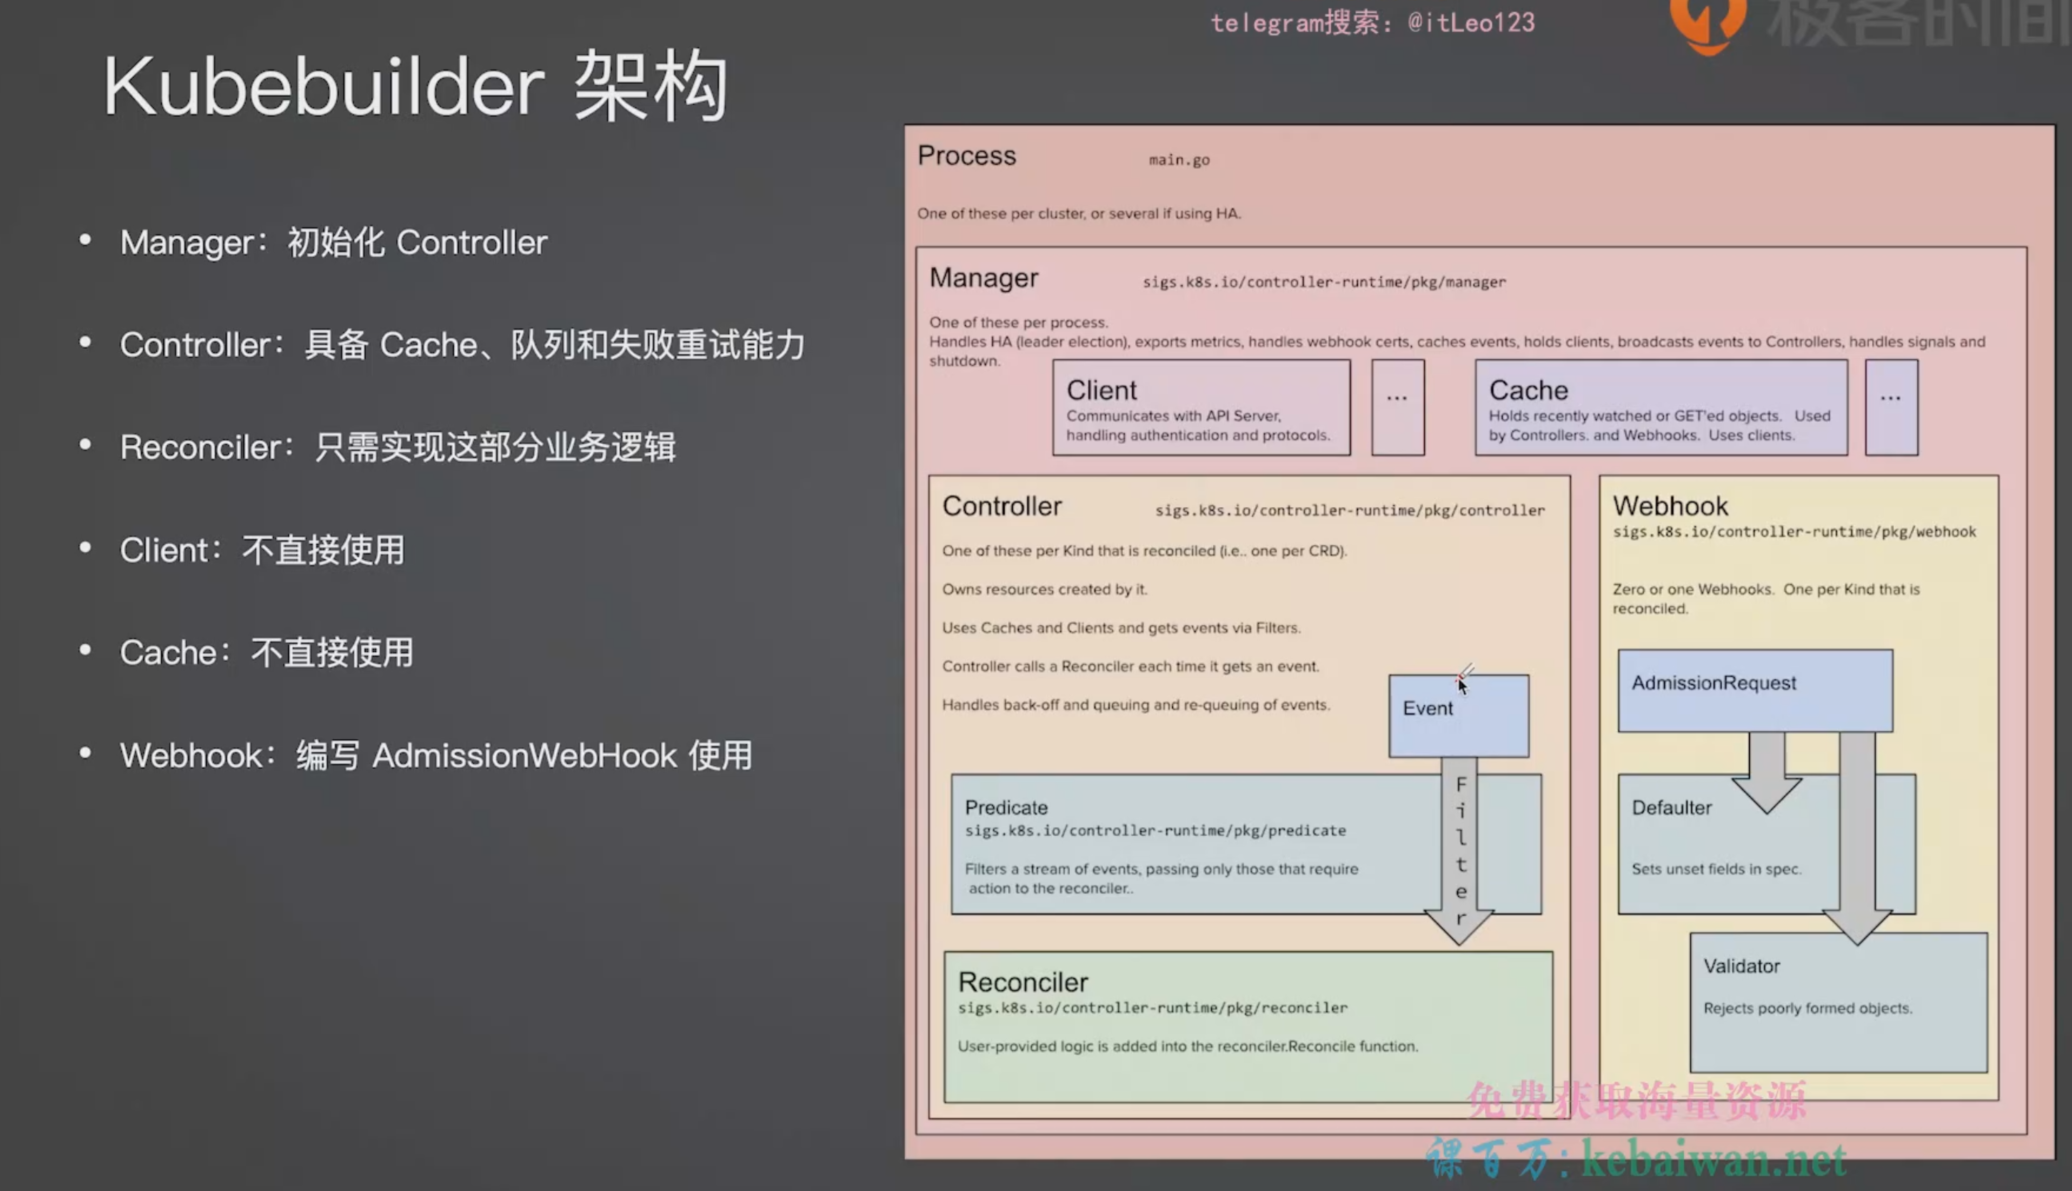 telegram搜索: @itLeo123
极客时间
Kubebuilder 架构
• Manager：初始化 Controller
• Controller：具备 Cache、队列和失败重试能力
• Reconciler：只需实现这部分业务逻辑
• Client：不直接使用
• Cache：不直接使用
• Webhook：编写 AdmissionWebHook 使用
Process main.go
One of these per cluster, or several if using HA.
Manager sigs.k8s.io/controller-runtime/pkg/manager
One of these per process.
Handles HA (leader election), exports metrics, handles webhook certs, caches events, holds clients, broadcasts events to Controllers, handles signals and
shutdown.
Client
Communicates with API Server,
handling authentication and protocols.
...
Cache
Holds recently watched or GET'ed objects. Used
by Controllers. and Webhooks. Uses clients.
...
Controller sigs.k8s.io/controller-runtime/pkg/controller
One of these per Kind that is reconciled (i.e.. one per CRD).
Owns resources created by it.
Uses Caches and Clients and gets events via Filters.
Controller calls a Reconciler each time it gets an event.
Handles back-off and queuing and re-queuing of events.
Event
Filter
Predicate
sigs.k8s.io/controller-runtime/pkg/predicate
Filters a stream of events, passing only those that require
action to the reconciler..
Reconciler
sigs.k8s.io/controller-runtime/pkg/reconciler
User-provided logic is added into the reconciler.Reconcile function.
Webhook
sigs.k8s.io/controller-runtime/pkg/webhook
Zero or one Webhooks. One per Kind that is
reconciled.
AdmissionRequest
Defaulter
Sets unset fields in spec.
Validator
Rejects poorly formed objects.
免费获取海量资源
课百万：kebaiwan.net